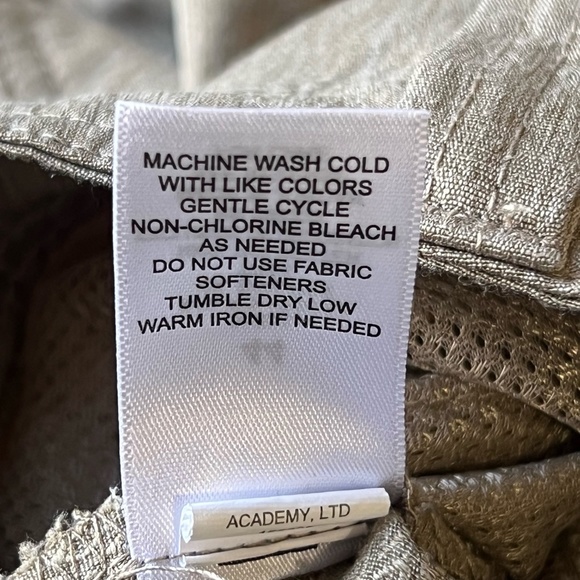 MACHINE WASH COLD
WITH LIKE COLORS
GENTLE CYCLE
NON-CHLORINE BLEACH
AS NEEDED
DO NOT USE FABRIC
SOFTENERS
TUMBLE DRY LOW
WARM IRON IF NEEDED
ACADEMY, LTD